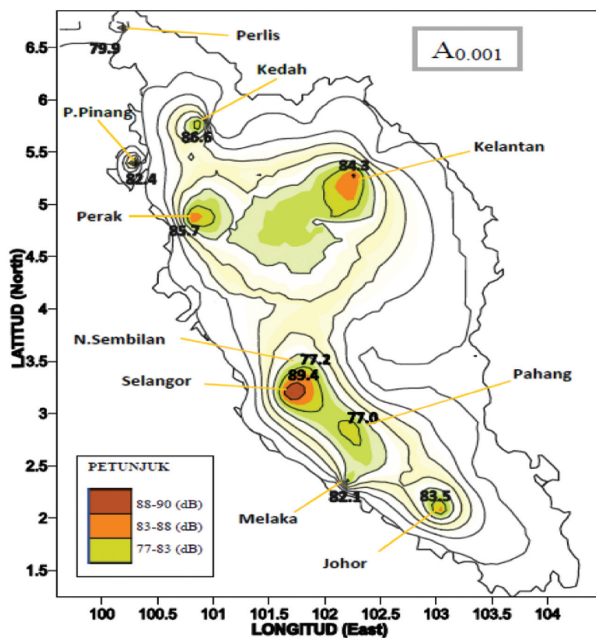 A0.001
Perlis
79.9
Kedah
P.Pinang
86.6
82.4
84.3
Kelantan
Perak
85.7
N.Sembilan
77.2
89.4
Selangor
Pahang
77.0
83.5
82.1
Melaka
Johor
PETUNJUK
88-90 (dB)
83-88 (dB)
77-83 (dB)
LATITUD (North)
6.5
6
5.5
5
4.5
4
3.5
3
2.5
2
1.5
100
100.5
101
101.5
102
102.5
103
103.5
104
LONGITUD (East)